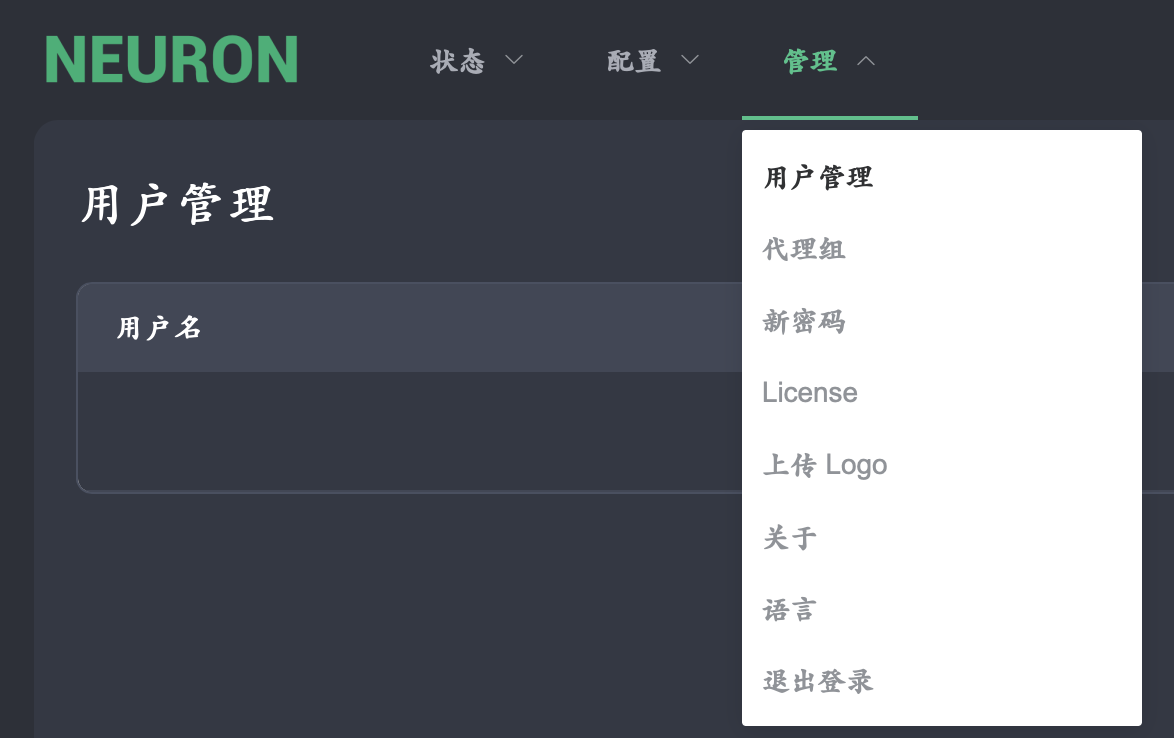 NEURON
状态
配置
管理
用户管理
用户名
用户管理
代理组
新密码
License
上传 Logo
关于
语言
退出登录